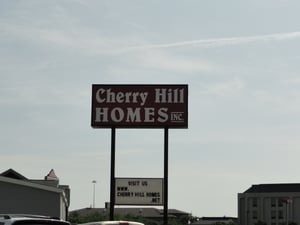 Cherry Hill
HOMES INC.
VISIT US
WWW.
CHERRY HILL HOMES
.NET